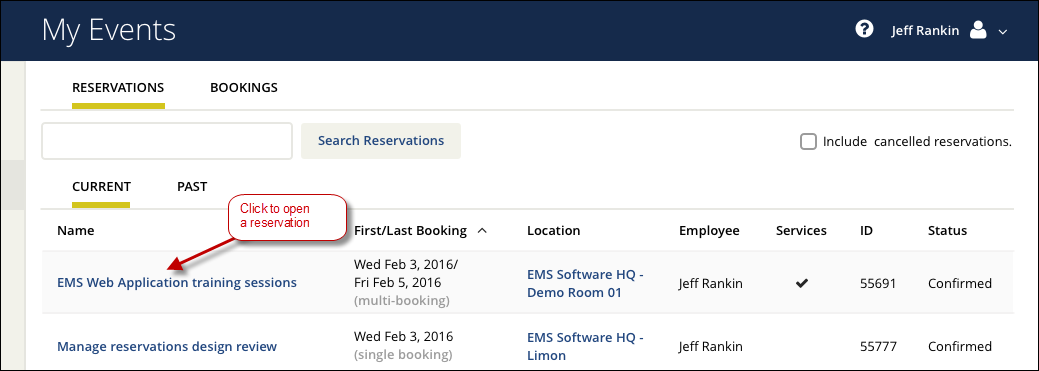 My Events
Jeff Rankin
RESERVATIONS BOOKINGS
Search Reservations
Include cancelled reservations.
CURRENT PAST
Click to open
a reservation
Name First/Last Booking Location Employee Services ID Status
EMS Web Application training sessions
Wed Feb 3, 2016/
Fri Feb 5, 2016
(multi-booking)
EMS Software HQ -
Demo Room 01
Jeff Rankin
55691
Confirmed
Manage reservations design review
Wed Feb 3, 2016
(single booking)
EMS Software HQ -
Limon
Jeff Rankin
55777
Confirmed